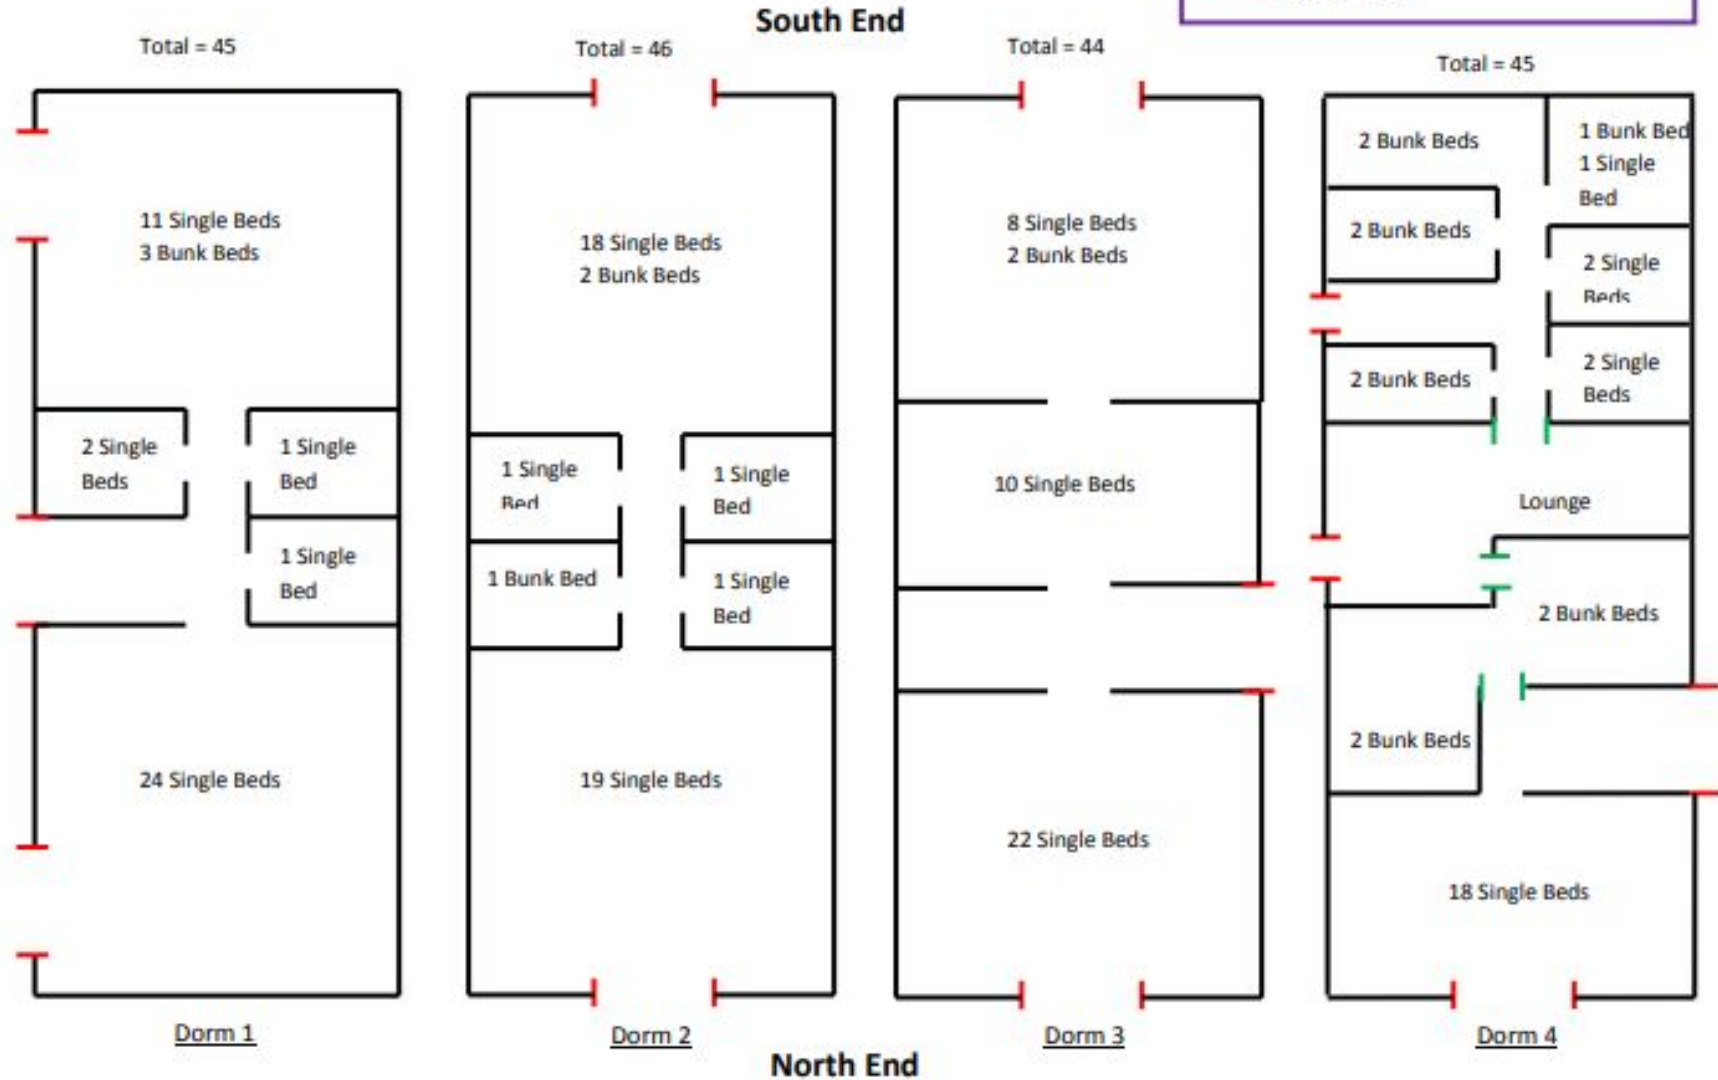 South End
Total = 45
Total = 46
Total = 44
Total = 45
11 Single Beds
3 Bunk Beds
2 Single
Beds
1 Single
Bed
1 Single
Bed
24 Single Beds
Dorm 1
18 Single Beds
2 Bunk Beds
1 Single
Bed
1 Single
Bed
1 Bunk Bed
1 Single
Bed
19 Single Beds
Dorm 2
8 Single Beds
2 Bunk Beds
10 Single Beds
22 Single Beds
Dorm 3
2 Bunk Beds
1 Bunk Bed
1 Single
Bed
2 Bunk Beds
2 Single
Beds
2 Bunk Beds
2 Single
Beds
Lounge
2 Bunk Beds
2 Bunk Beds
18 Single Beds
Dorm 4
North End